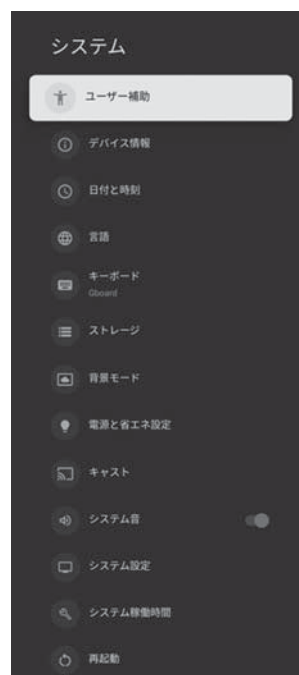 システム
ユーザー補助
デバイス情報
日付と時刻
言語
キーボード
Gboard
ストレージ
背景モード
電源と省エネ設定
キャスト
システム音
システム設定
システム稼働時間
再起動